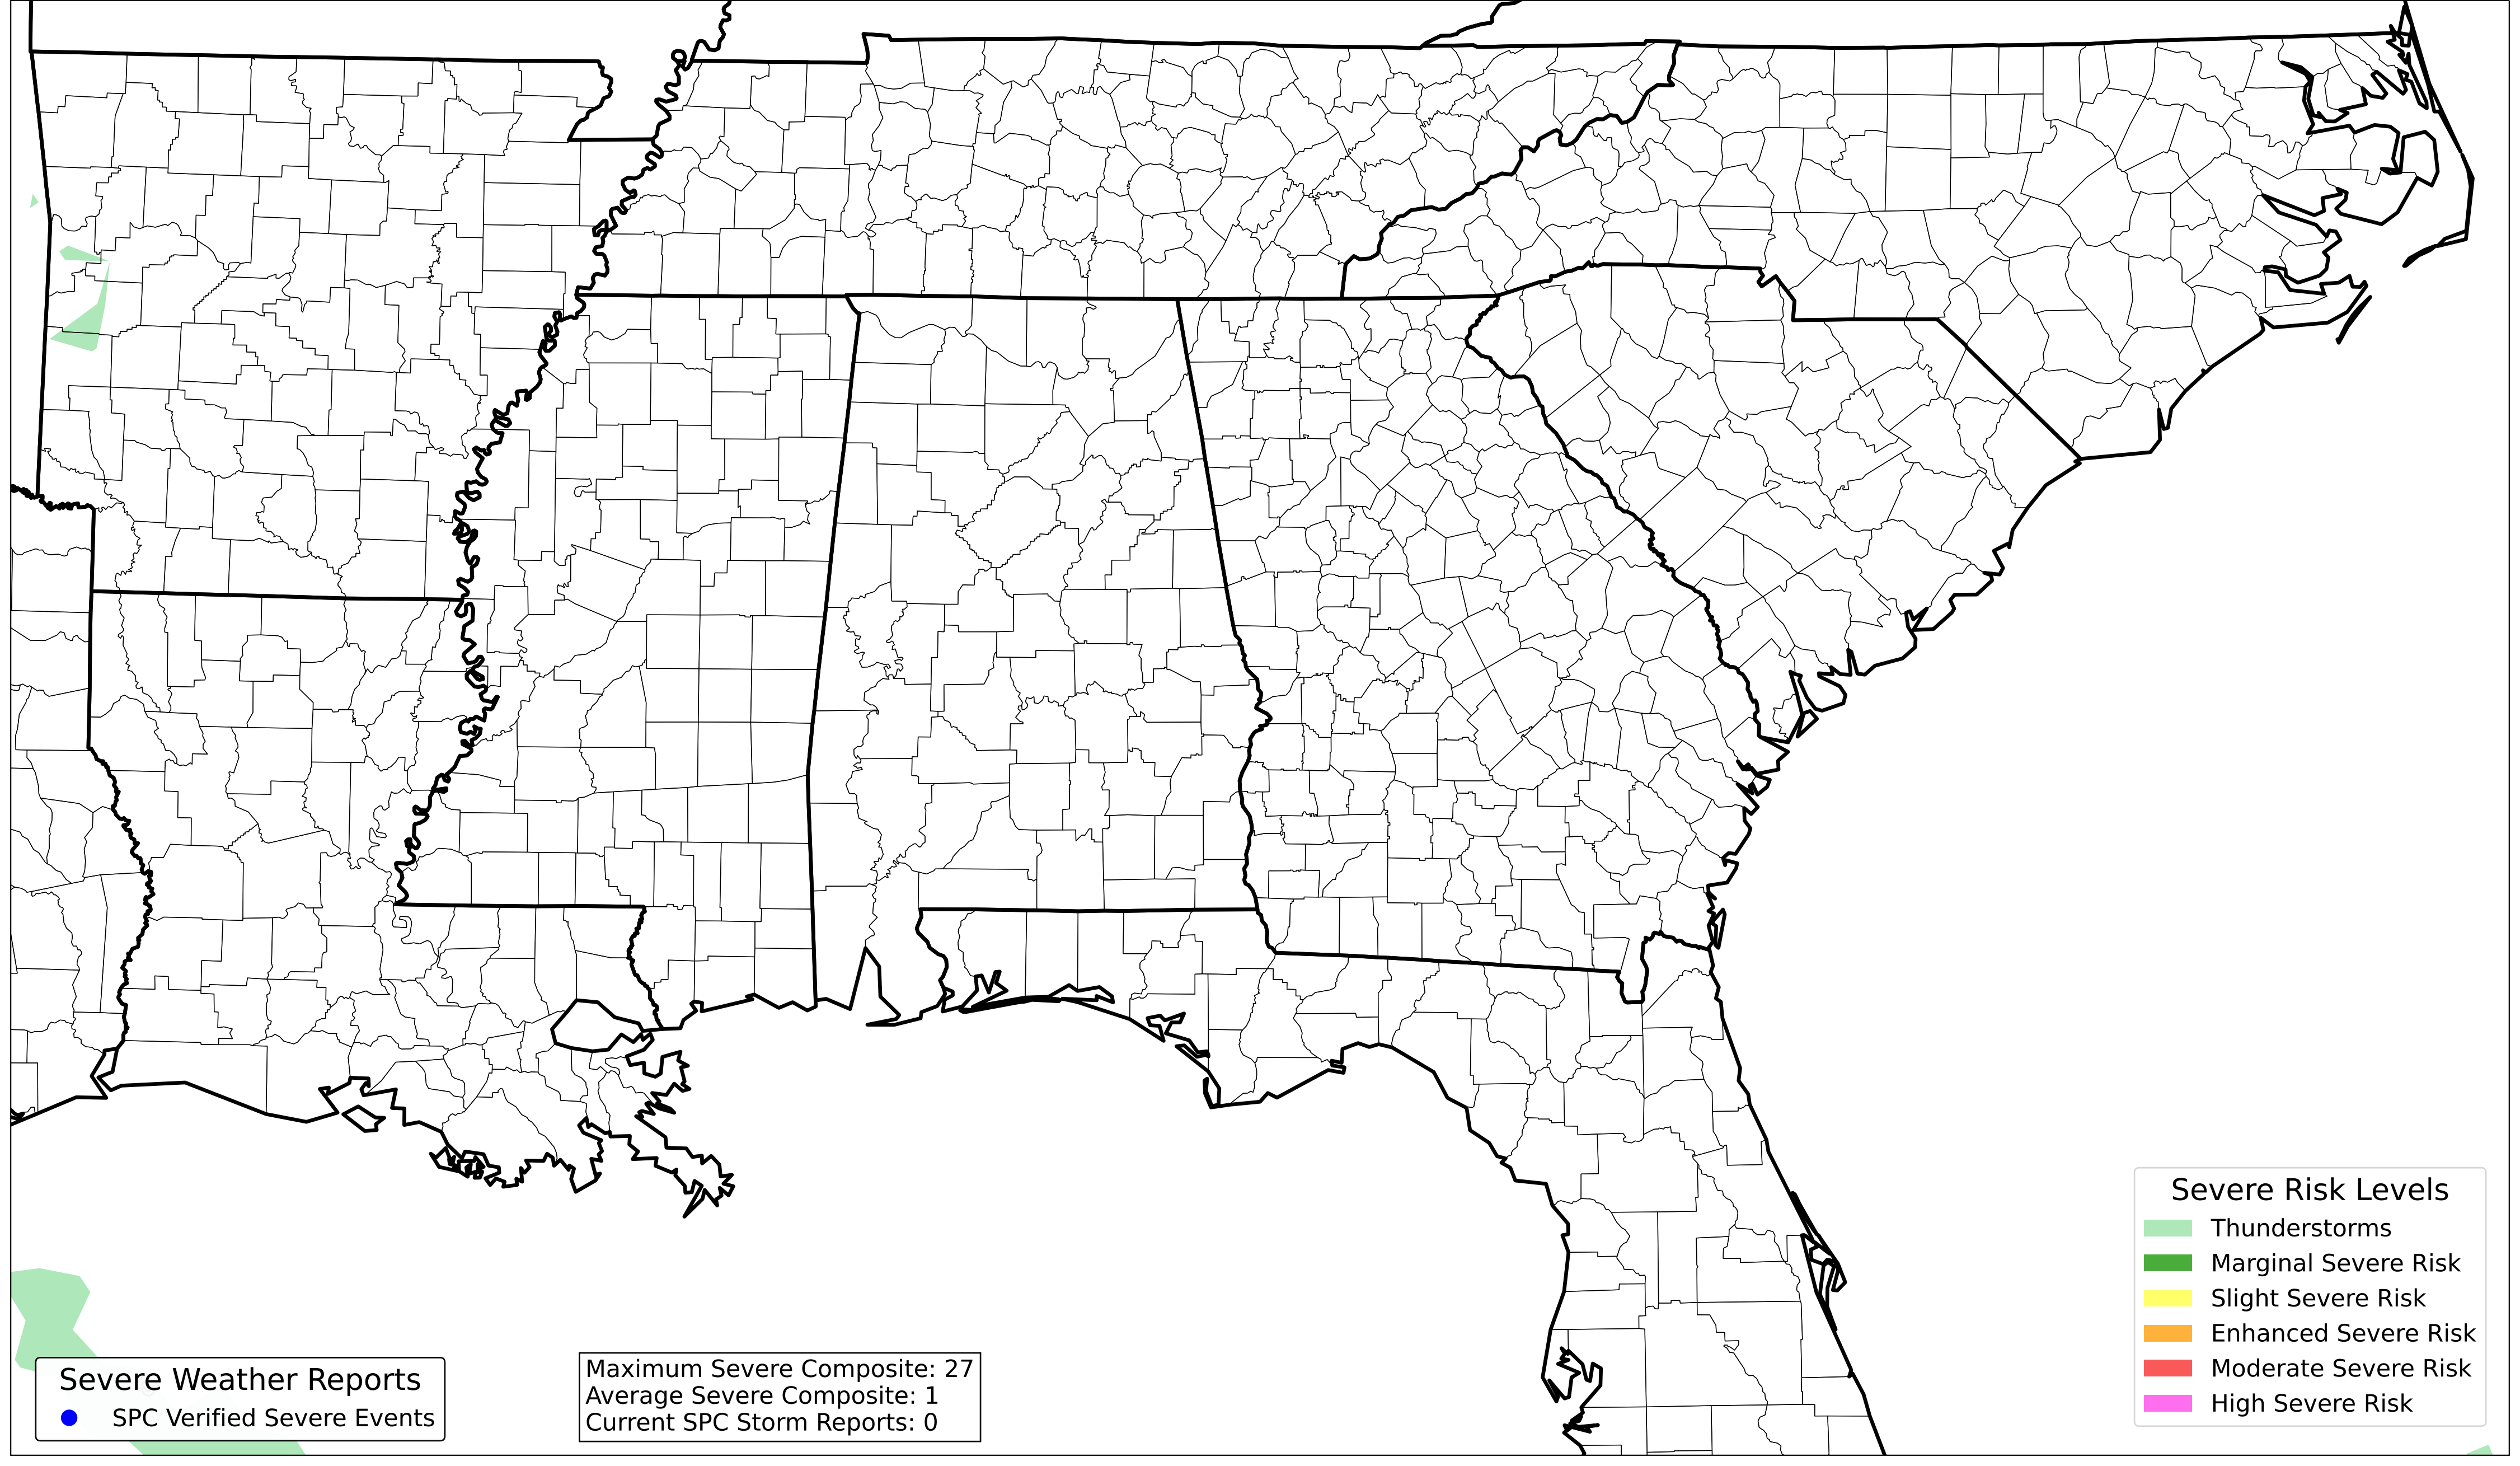 Severe Risk Levels
Thunderstorms
Marginal Severe Risk
Slight Severe Risk
Enhanced Severe Risk
Moderate Severe Risk
High Severe Risk
Severe Weather Reports
SPC Verified Severe Events
Maximum Severe Composite: 27
Average Severe Composite: 1
Current SPC Storm Reports: 0